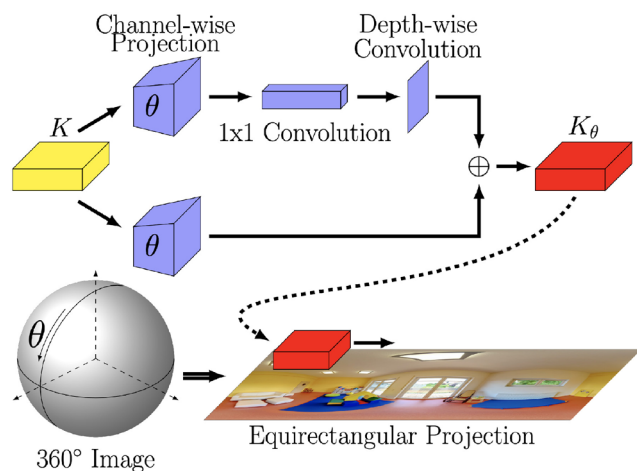 Channel-wise
Projection
Depth-wise
Convolution
θ
K
1x1 Convolution
K_θ
⊕
θ
θ
360° Image
Equirectangular Projection